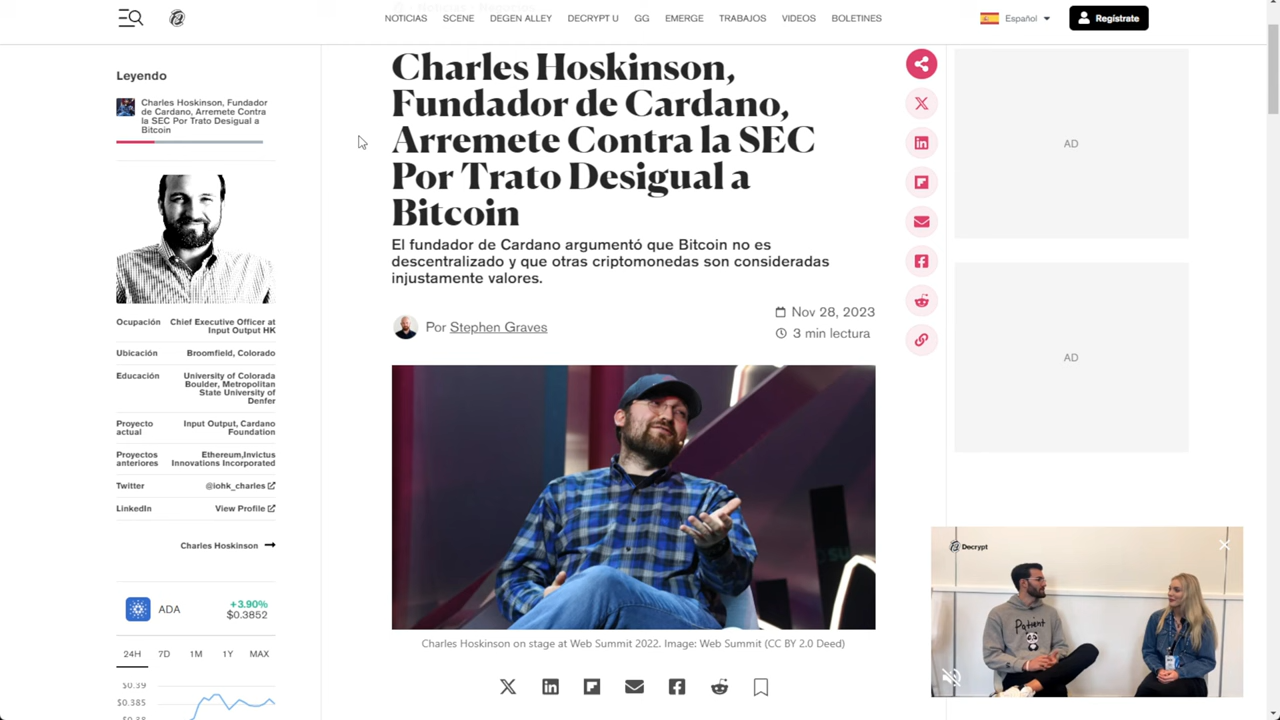 NOTICIAS SCENE DEGEN ALLEY DECRYPT U GG EMERGE TRABAJOS VIDEOS BOLETINES
Español
Regístrate
Leyendo
Charles Hoskinson, Fundador
de Cardano, Arremete Contra
la SEC Por Trato Desigual a
Bitcoin
Ocupación Chief Executive Officer at
Input Output HK
Ubicación Broomfield, Colorado
Educación University of Colorada
Boulder, Metropolitan
State University of
Denfer
Proyecto
actual
Input Output, Cardano
Foundation
Proyectos
anteriores
Ethereum,Invictus
Innovations Incorporated
Twitter @iohk_charles
LinkedIn View Profile
Charles Hoskinson
ADA +3.90%
$0.3852
24H 7D 1M 1Y MAX
$0.39
$0.385
$0.38
Charles Hoskinson,
Fundador de Cardano,
Arremete Contra la SEC
Por Trato Desigual a
Bitcoin
El fundador de Cardano argumentó que Bitcoin no es
descentralizado y que otras criptomonedas son consideradas
injustamente valores.
Por Stephen Graves
Nov 28, 2023
3 min lectura
Charles Hoskinson on stage at Web Summit 2022. Image: Web Summit (CC BY 2.0 Deed)
AD
AD
Decrypt
Patient